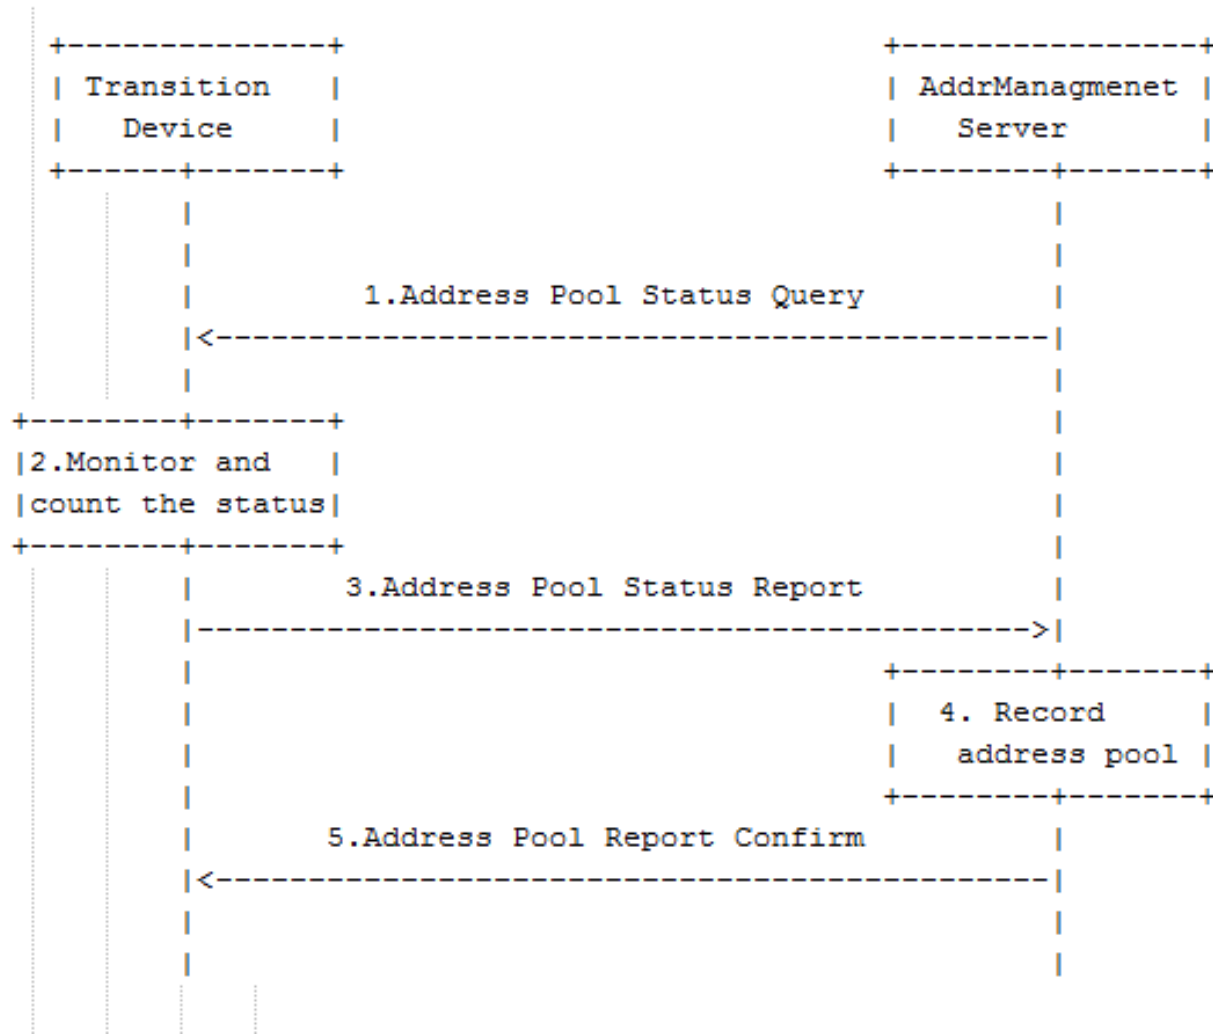 Transition
Device
AddrManagmenet
Server
1.Address Pool Status Query
2.Monitor and
count the status
3.Address Pool Status Report
4. Record
address pool
5.Address Pool Report Confirm